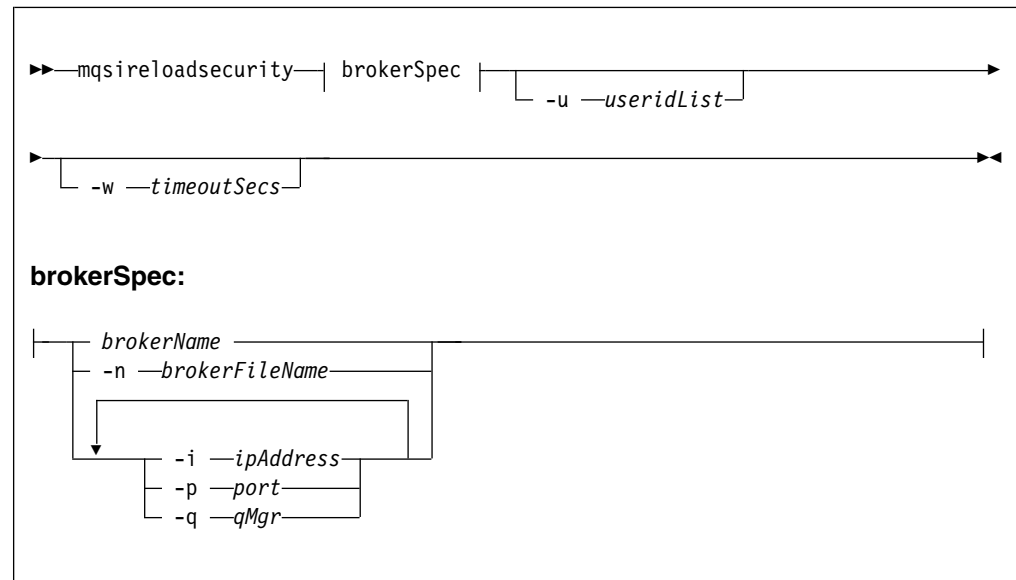 mqsireloadsecurity brokerSpec
-u useridList
-w timeoutSecs
brokerSpec:
brokerName
-n brokerFileName
-i ipAddress
-p port
-q qMgr